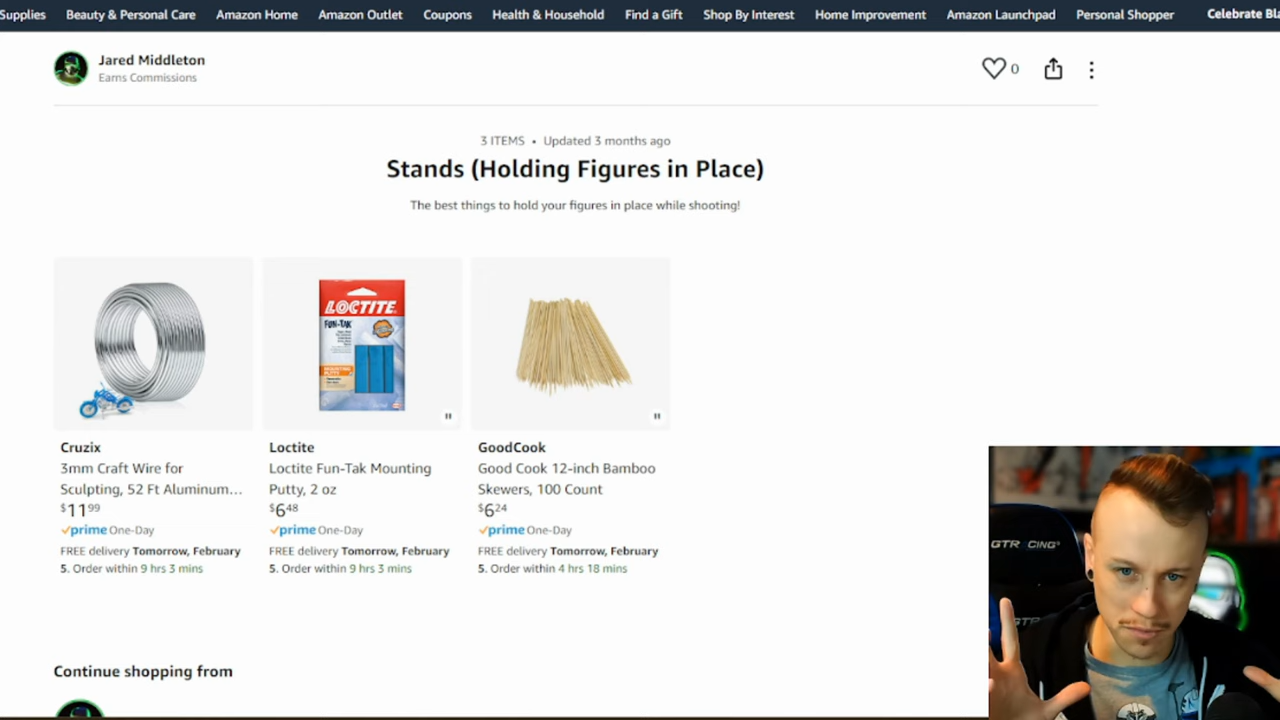 Supplies Beauty & Personal Care Amazon Home Amazon Outlet Coupons Health & Household Find a Gift Shop By Interest Home Improvement Amazon Launchpad Personal Shopper Celebrate Bla
Jared Middleton
Earns Commissions
0
3 ITEMS • Updated 3 months ago
Stands (Holding Figures in Place)
The best things to hold your figures in place while shooting!
LOCTITE
FUN-TAK
MOUNTING
PUTTY
Cruzix
3mm Craft Wire for
Sculpting, 52 Ft Aluminum...
$11.99
prime One-Day
FREE delivery Tomorrow, February
5. Order within 9 hrs 3 mins
Loctite
Loctite Fun-Tak Mounting
Putty, 2 oz
$6.48
prime One-Day
FREE delivery Tomorrow, February
5. Order within 9 hrs 3 mins
GoodCook
Good Cook 12-inch Bamboo
Skewers, 100 Count
$6.24
prime One-Day
FREE delivery Tomorrow, February
5. Order within 4 hrs 18 mins
Continue shopping from
GTRACING
GTR